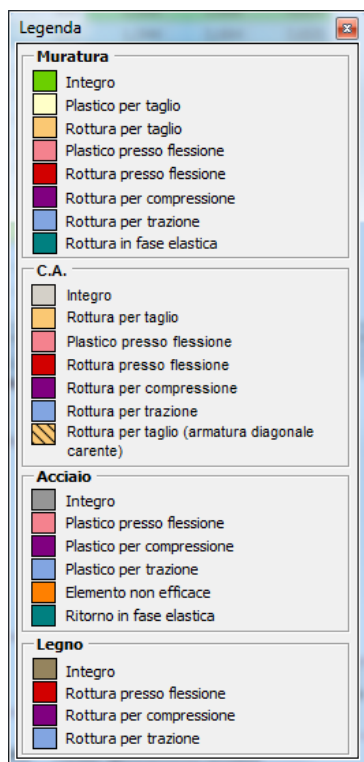 Legenda
Muratura
Integro
Plastico per taglio
Rottura per taglio
Plastico presso flessione
Rottura presso flessione
Rottura per compressione
Rottura per trazione
Rottura in fase elastica
C.A.
Integro
Rottura per taglio
Plastico presso flessione
Rottura presso flessione
Rottura per compressione
Rottura per trazione
Rottura per taglio (armatura diagonale
carente)
Acciaio
Integro
Plastico presso flessione
Plastico per compressione
Plastico per trazione
Elemento non efficace
Ritorno in fase elastica
Legno
Integro
Rottura presso flessione
Rottura per compressione
Rottura per trazione